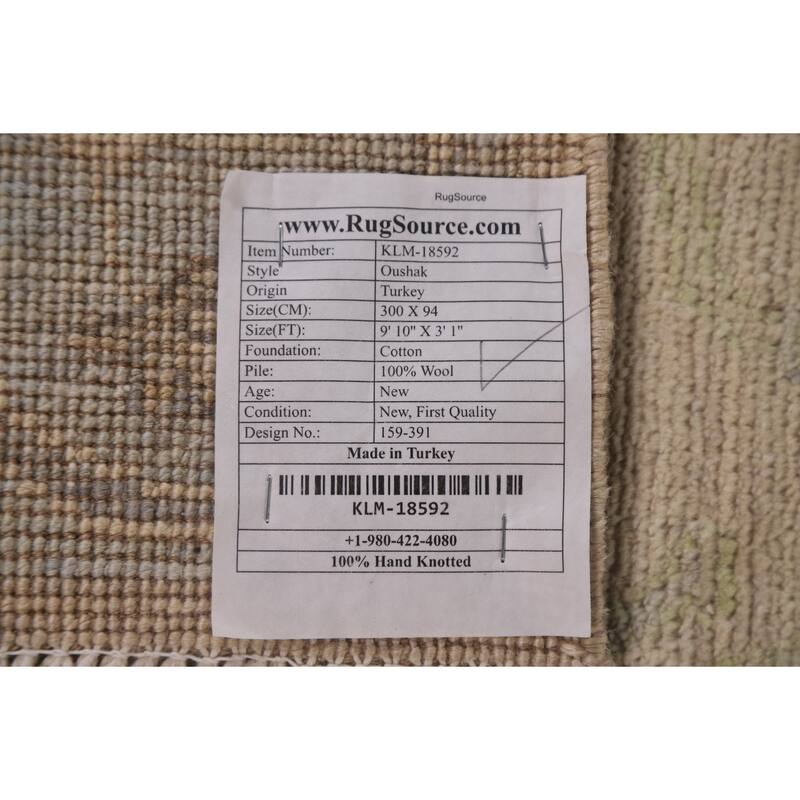 RugSource
www.RugSource.com
Item Number: KLM-18592
Style Oushak
Origin Turkey
Size(CM): 300 X 94
Size(FT): 9' 10" X 3' 1"
Foundation: Cotton
Pile: 100% Wool
Age: New
Condition: New, First Quality
Design No.: 159-391
Made in Turkey
KLM-18592
+1-980-422-4080
100% Hand Knotted